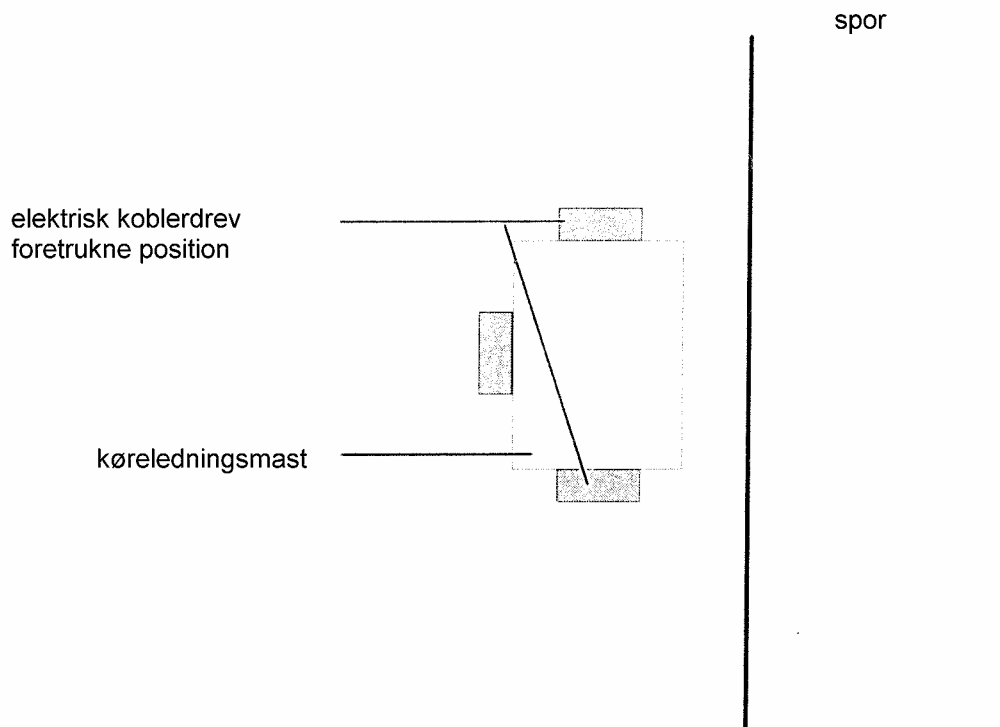 spor
elektrisk koblerdrev
foretrukne position
køreledningsmast